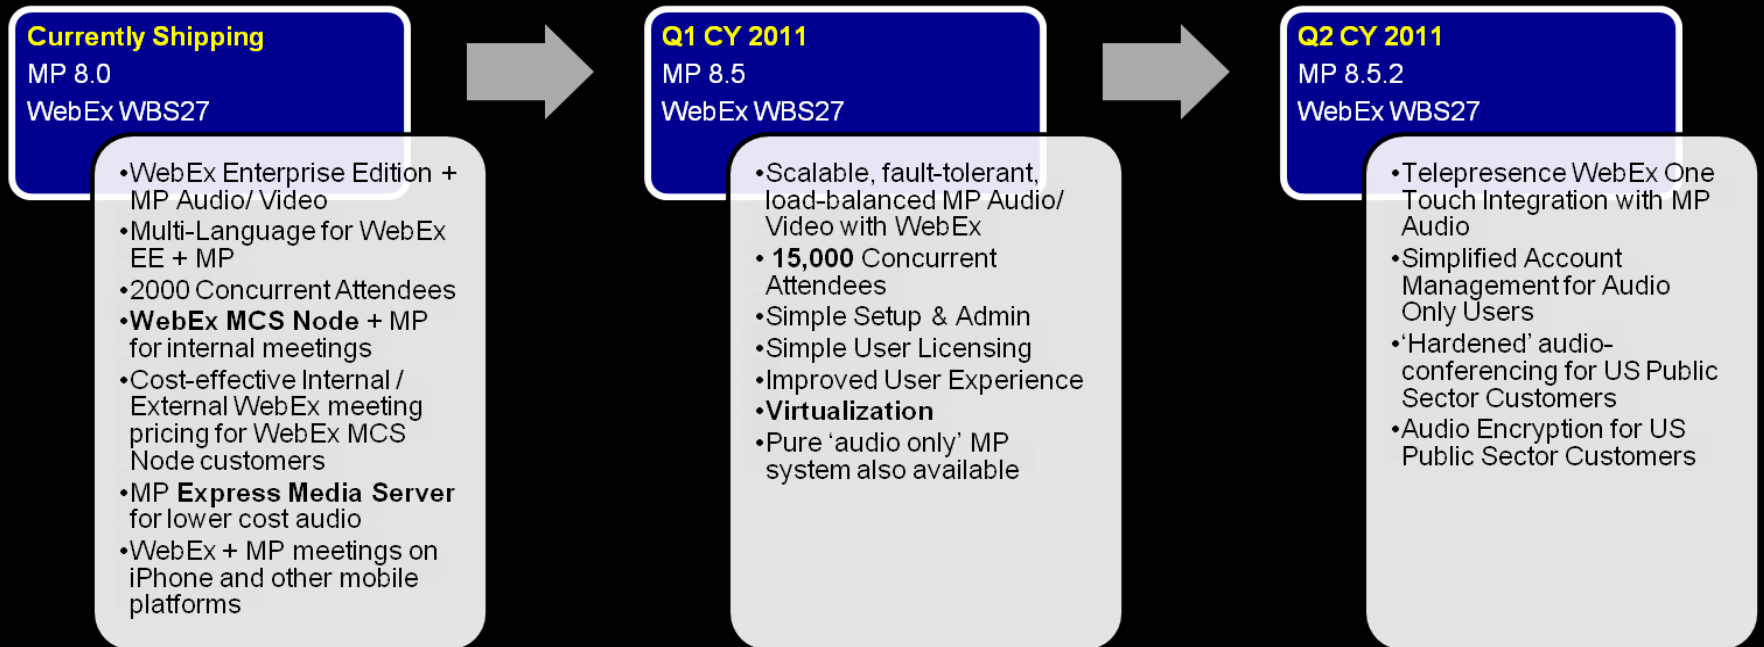 Currently Shipping
MP 8.0
WebEx WBS27
•WebEx Enterprise Edition +
MP Audio/ Video
•Multi-Language for WebEx
EE + MP
•2000 Concurrent Attendees
•WebEx MCS Node + MP
for internal meetings
•Cost-effective Internal /
External WebEx meeting
pricing for WebEx MCS
Node customers
•MP Express Media Server
for lower cost audio
•WebEx + MP meetings on
iPhone and other mobile
platforms
Q1 CY 2011
MP 8.5
WebEx WBS27
•Scalable, fault-tolerant,
load-balanced MP Audio/
Video with WebEx
• 15,000 Concurrent
Attendees
•Simple Setup & Admin
•Simple User Licensing
•Improved User Experience
•Virtualization
•Pure ‘audio only’ MP
system also available
Q2 CY 2011
MP 8.5.2
WebEx WBS27
•Telepresence WebEx One
Touch Integration with MP
Audio
•Simplified Account
Management for Audio
Only Users
•‘Hardened’ audio-
conferencing for US Public
Sector Customers
•Audio Encryption for US
Public Sector Customers